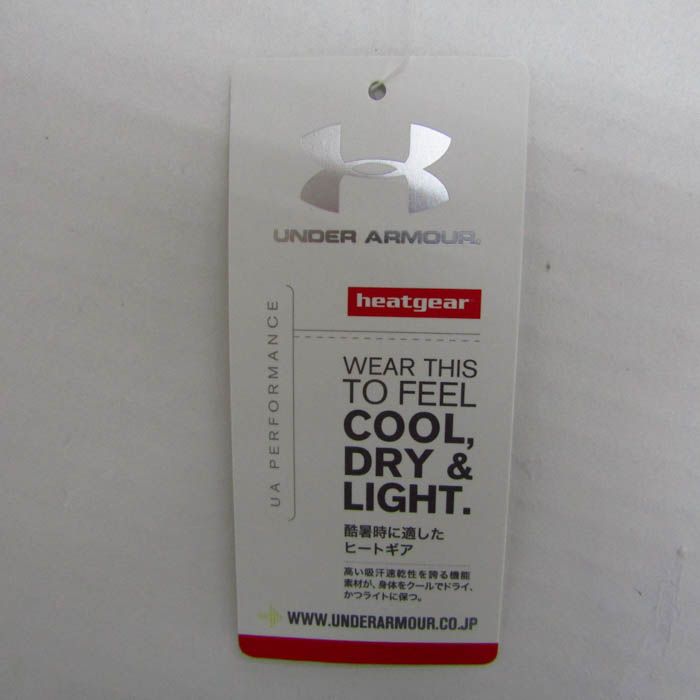 UNDER ARMOUR®
heatgear
UA PERFORMANCE
WEAR THIS
TO FEEL
COOL,
DRY &
LIGHT.
酷暑時に適した
ヒートギア
高い吸汗速乾性を誇る機能
素材が、身体をクールでドライ、
かつライトに保つ。
WWW.UNDERARMOUR.CO.JP